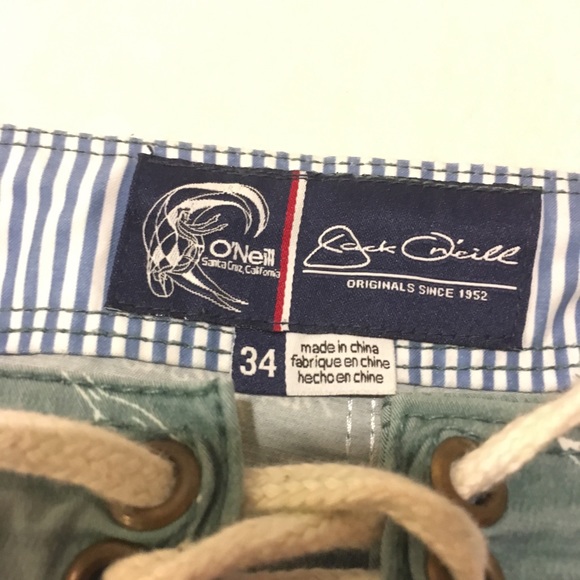 O'Neill
Santa Cruz, California
Jack O'Neill
ORIGINALS SINCE 1952
34
made in china
fabriqué en chine
hecho en chine